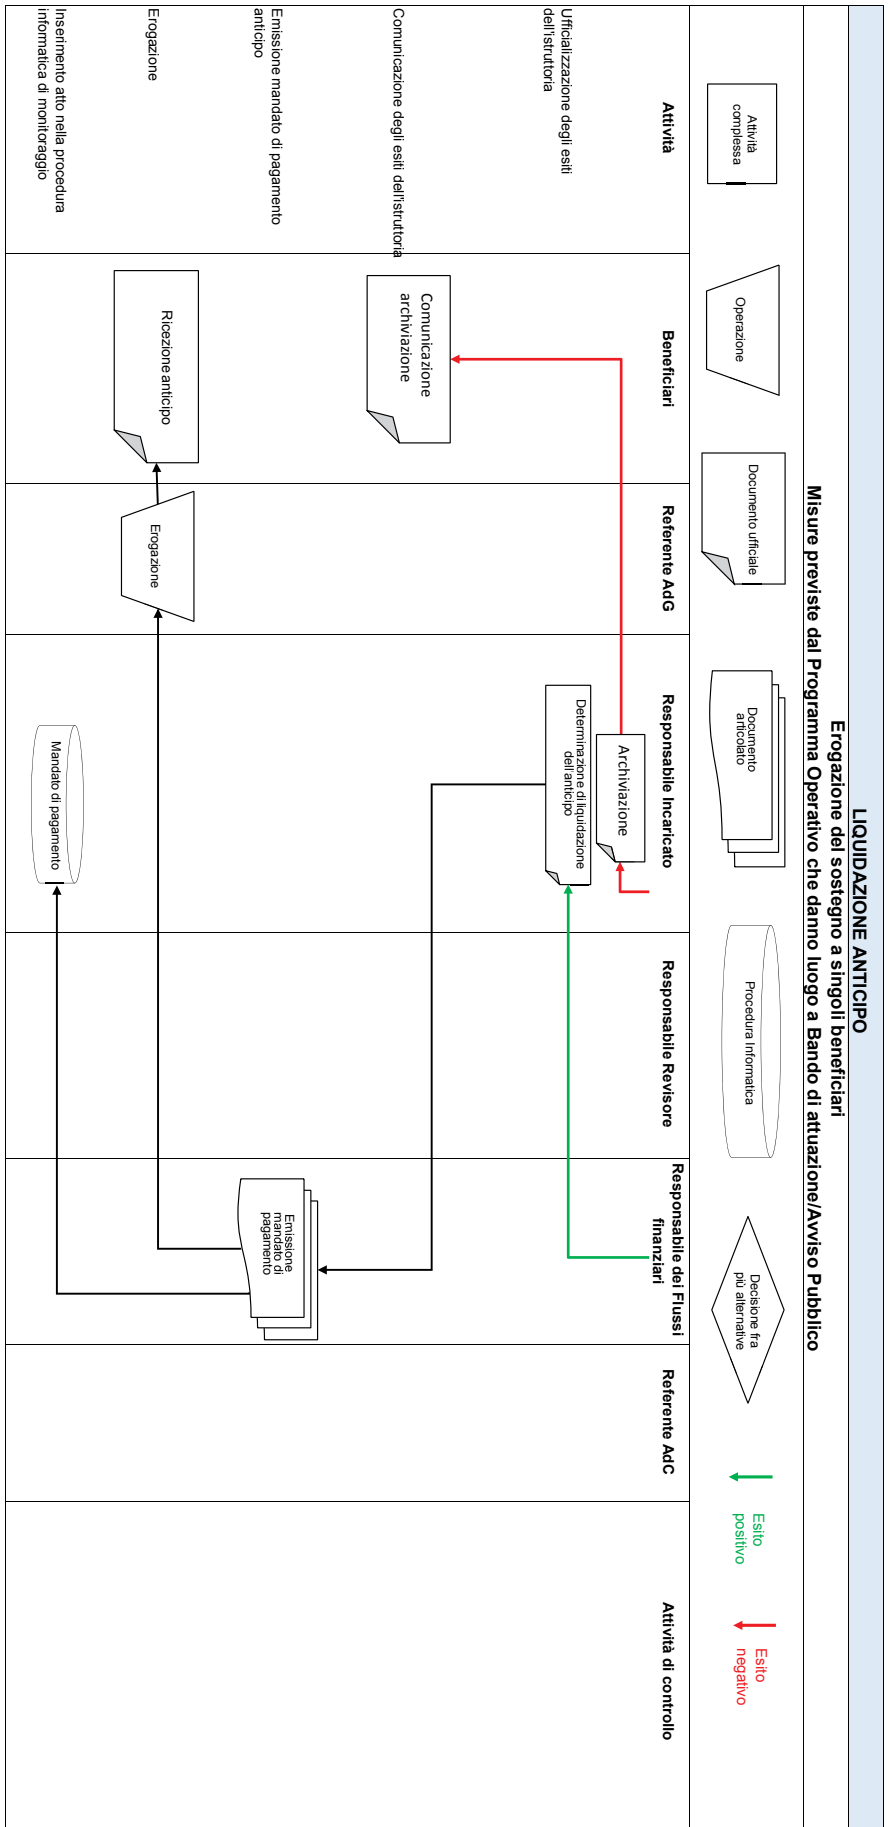 LIQUIDAZIONE ANTICIPO
Erogazione del sostegno a singoli beneficiari
Misure previste dal Programma Operativo che danno luogo a Bando di attuazione/Avviso Pubblico
Attività
complessa
Operazione
Documento ufficiale
Documento
articolato
Procedura Informatica
Decisione fra
più alternative
Esito
positivo
Esito
negativo
Attività
Beneficiari
Referente AdG
Responsabile Incaricato
Responsabile Revisore
Responsabile dei Flussi
finanziari
Referente AdC
Attività di controllo
Archiviazione
Ufficializzazione degli esiti
dell'istruttoria
Determinazione di liquidazione
dell'anticipo
Comunicazione degli esiti dell'istruttoria
Comunicazione
archiviazione
Emissione mandato di pagamento
anticipo
Emissione
mandato di
pagamento
Erogazione
Ricezione anticipo
Erogazione
Inserimento atto nella procedura
informatica di monitoraggio
Mandato di pagamento